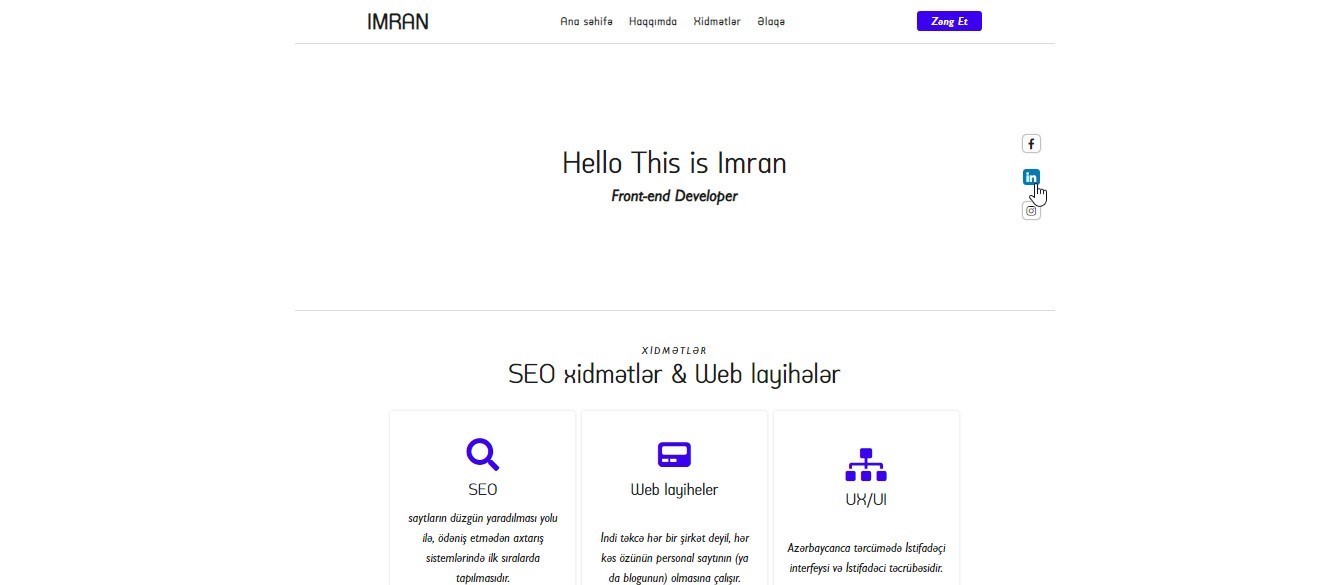 IMRAN
Ana səhifə Haqqımda Xidmətlər Əlaqə
Zəng Et
Hello This is Imran
Front-end Developer
XİDMƏTLƏR
SEO xidmətlər & Web layihələr
SEO
saytların düzgün yaradılması yolu
ilə, ödəniş etmədən axtarış
sistemlərində ilk sıralarda
tapılmasıdır.
Web layiheler
İndi təkcə hər bir şirkət deyil, hər
kəs özünün personal saytının (ya
da blogunun) olmasına çalışır.
UX/UI
Azərbaycanca tərcümədə İstifadəçi
interfeysi və İstifadəci təcrübəsidir.